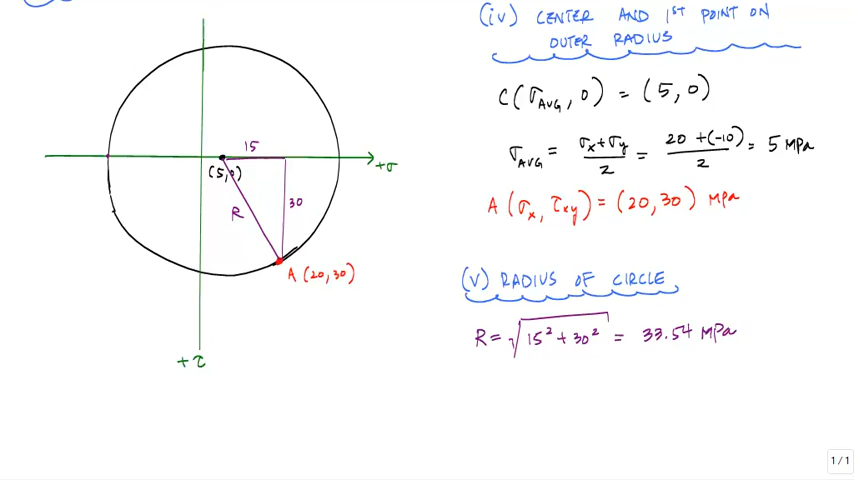 (iv) CENTER AND 1ST POINT ON
OUTER RADIUS
C(σAVG, 0) = (5, 0)
σAVG = σx + σy / 2 = 20 + (-10) / 2 = 5 MPa
A (σx, τxy) = (20, 30) MPa
(v) RADIUS OF CIRCLE
R = √15² + 30² = 33.54 MPa
15
+σ
(5,0)
30
R
A (20, 30)
+τ
1 / 1